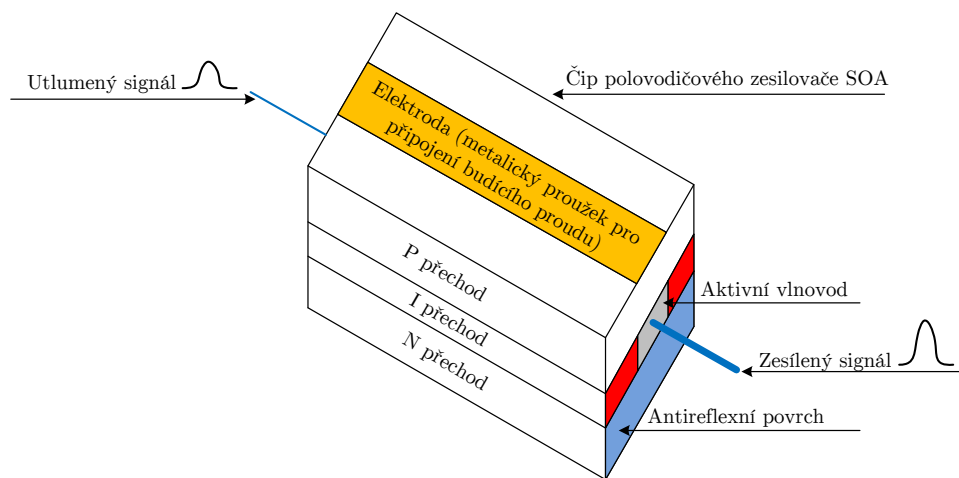 Utlumený signál
Čip polovodičového zesilovače SOA
Elektroda (metalický proužek pro
připojení budícího proudu)
P přechod
I přechod
N přechod
Aktivní vlnovod
Zesílený signál
Antireflexní povrch